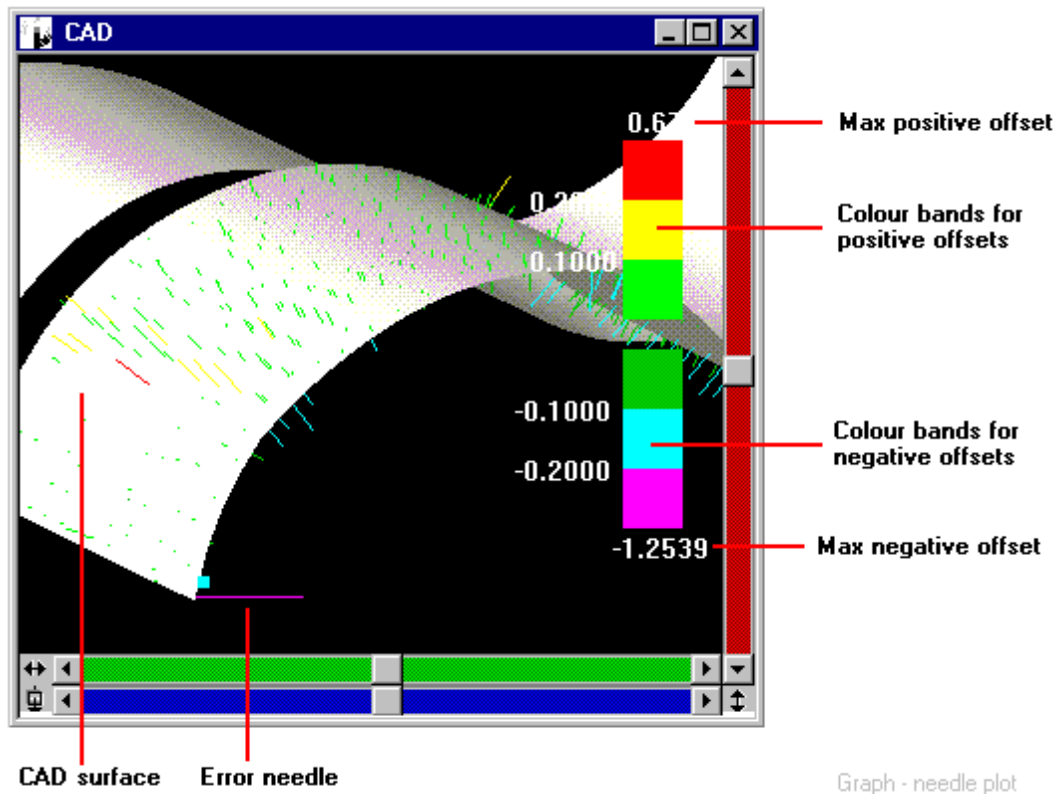 CAD
Max positive offset
Colour bands for
positive offsets
0.1000
-0.1000
-0.2000
Colour bands for
negative offsets
-1.2539
Max negative offset
CAD surface
Error needle
Graph - needle plot